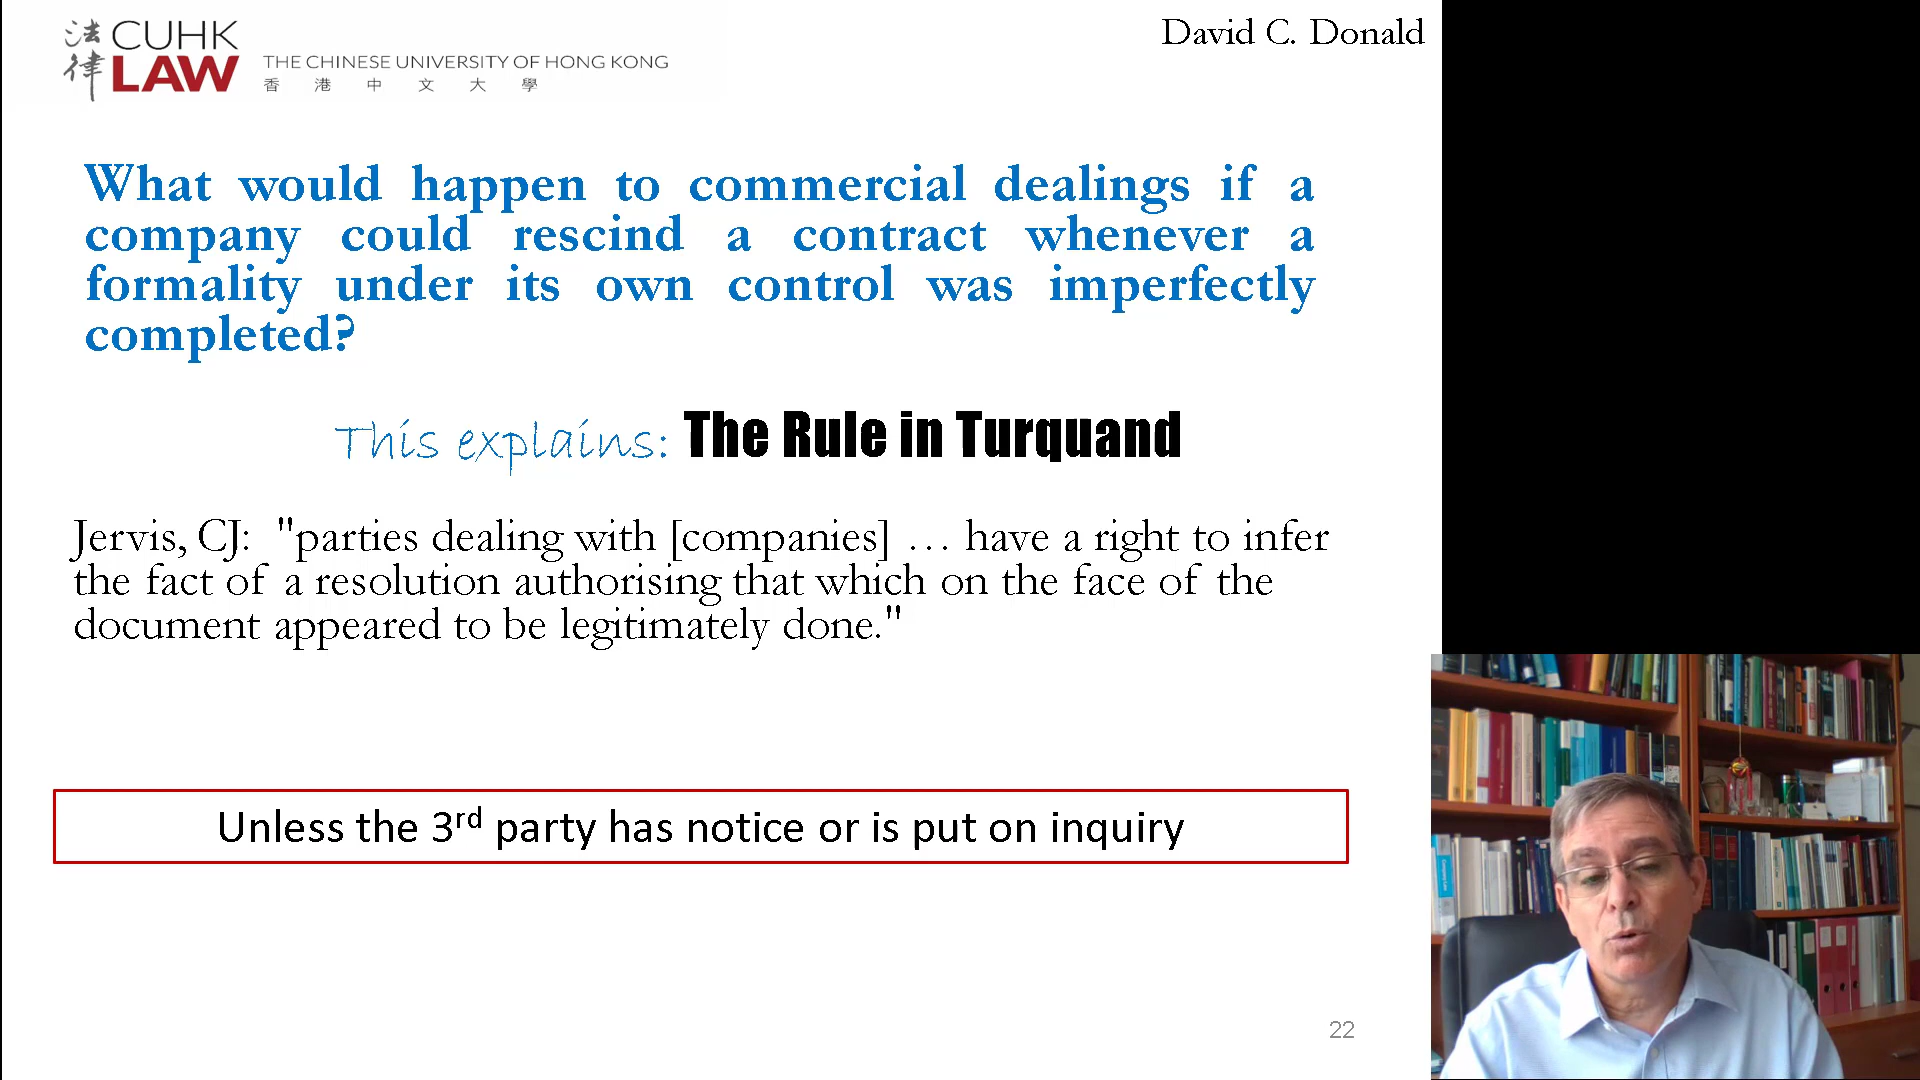 法律 CUHK LAW THE CHINESE UNIVERSITY OF HONG KONG
香港中文大學
David C. Donald
What would happen to commercial dealings if a
company could rescind a contract whenever a
formality under its own control was imperfectly
completed?
This explains: The Rule in Turquand
Jervis, CJ: "parties dealing with [companies] … have a right to infer
the fact of a resolution authorising that which on the face of the
document appeared to be legitimately done."
Unless the 3rd party has notice or is put on inquiry
22